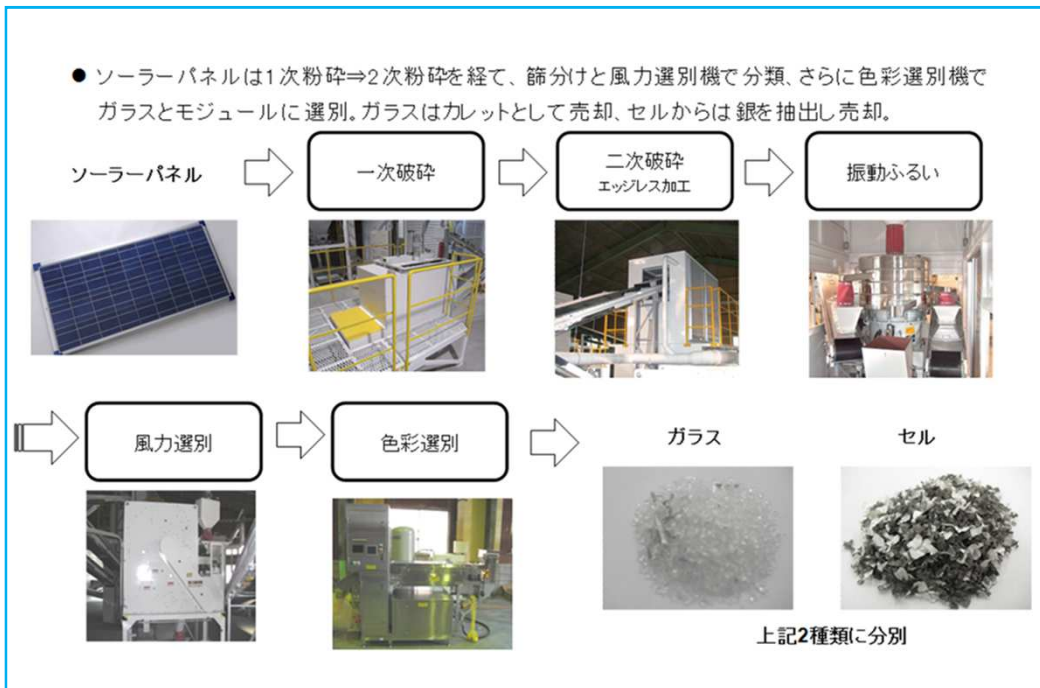 ● ソーラーパネルは1次粉砕⇒2次粉砕を経て、篩分けと風力選別機で分類、さらに色彩選別機で
ガラスとモジュールに選別。ガラスはカレットとして売却、セルからは銀を抽出し売却。
ソーラーパネル
一次破砕
二次破砕
エッジレス加工
振動ふるい
風力選別
色彩選別
ガラス
セル
上記2種類に分別